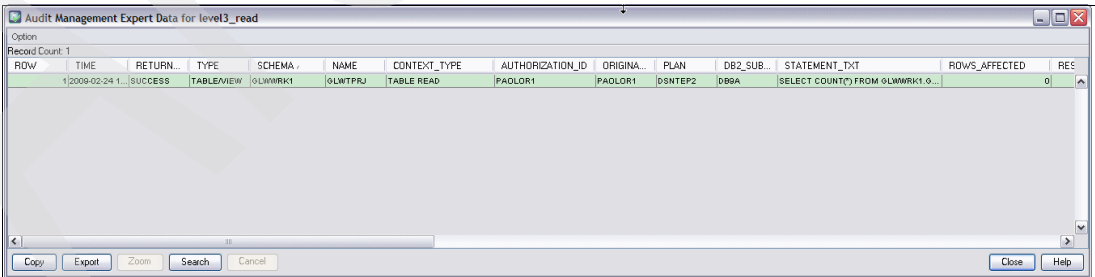 Audit Management Expert Data for level3_read
Option
Record Count: 1
ROW TIME RETURN... TYPE SCHEMA NAME CONTEXT_TYPE AUTHORIZATION_ID ORIGINA... PLAN DB2_SUB... STATEMENT_TXT ROWS_AFFECTED RES
1 2009-02-24 1... SUCCESS TABLE/VIEW GLWWRK1 GLWTPRJ TABLE READ PAOLOR1 PAOLOR1 DSNTEP2 DB9A SELECT COUNT(*) FROM GLWWRK1.G... 0
Copy Export Zoom Search Cancel Close Help